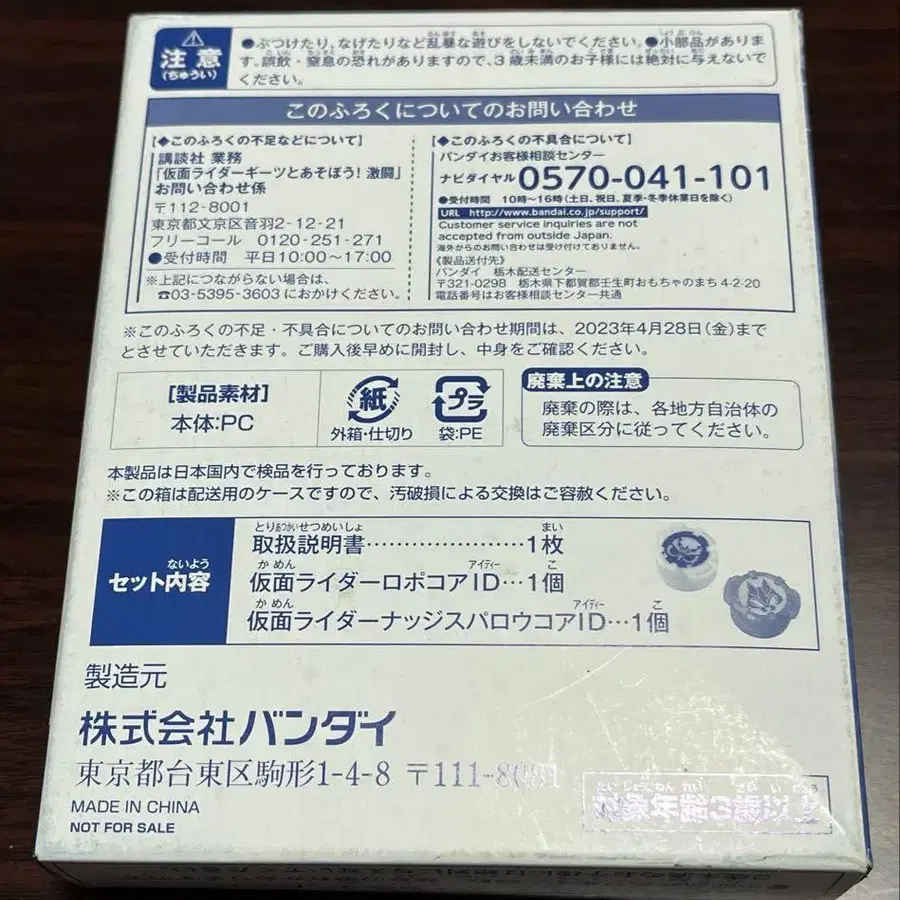 注意
(ちゅうい)
●ぶつけたり、なげたりなど乱暴な遊びをしないでください。●小部品がありま
す。誤飲・窒息の恐れがありますので、3歳未満のお子様には絶対に与えないで
ください。
このふろくについてのお問い合わせ
[◆このふろくの不足などについて]
講談社 業務
「仮面ライダーギーツとあそぼう! 激闘」
お問い合わせ係
〒112-8001
東京都文京区音羽2-12-21
フリーコール 0120-251-271
●受付時間 平日10:00〜17:00
※上記につながらない場合は、
☎03-5395-3603 におかけください。
[◆このふろくの不具合について]
バンダイお客様相談センター
ナビダイヤル 0570-041-101
●受付時間 10時〜16時(土日、祝日、夏季・冬季休業日を除く)
URL http://www.bandai.co.jp/support/
Customer service inquiries are not
accepted from outside Japan.
海外からのお問い合わせは受け付けておりません。
《製品送付先》
バンダイ 栃木配送センター
〒321-0298 栃木県下都賀郡壬生町おもちゃのまち4-2-20
電話番号はお客様相談センター共通
※このふろくの不足・不具合についてのお問い合わせ期間は、2023年4月28日(金)まで
とさせていただきます。ご購入後早めに開封し、中身をご確認ください。
[製品素材]
本体:PC
紙
外箱・仕切り
プラ
袋:PE
廃棄上の注意
廃棄の際は、各地方自治体の
廃棄区分に従ってください。
本製品は日本国内で検品を行っております。
※この箱は配送用のケースですので、汚破損による交換はご容赦ください。
セット内容
ないよう
とりあつかいせつめいしょ まい
取扱説明書……………………1枚
かめん アイディー こ
仮面ライダーロポコアID…1個
かめん アイディー こ
仮面ライダーナッジスパロウコアID…1個
製造元
株式会社バンダイ
東京都台東区駒形1-4-8 〒111-8081
MADE IN CHINA
NOT FOR SALE